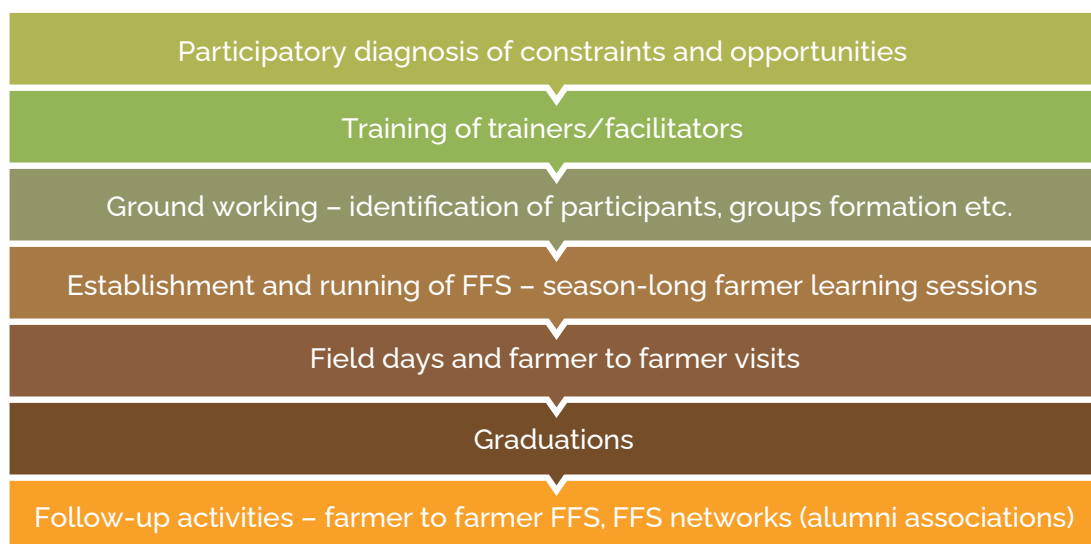 Participatory diagnosis of constraints and opportunities
Training of trainers/facilitators
Ground working – identification of participants, groups formation etc.
Establishment and running of FFS – season-long farmer learning sessions
Field days and farmer to farmer visits
Graduations
Follow-up activities – farmer to farmer FFS, FFS networks (alumni associations)